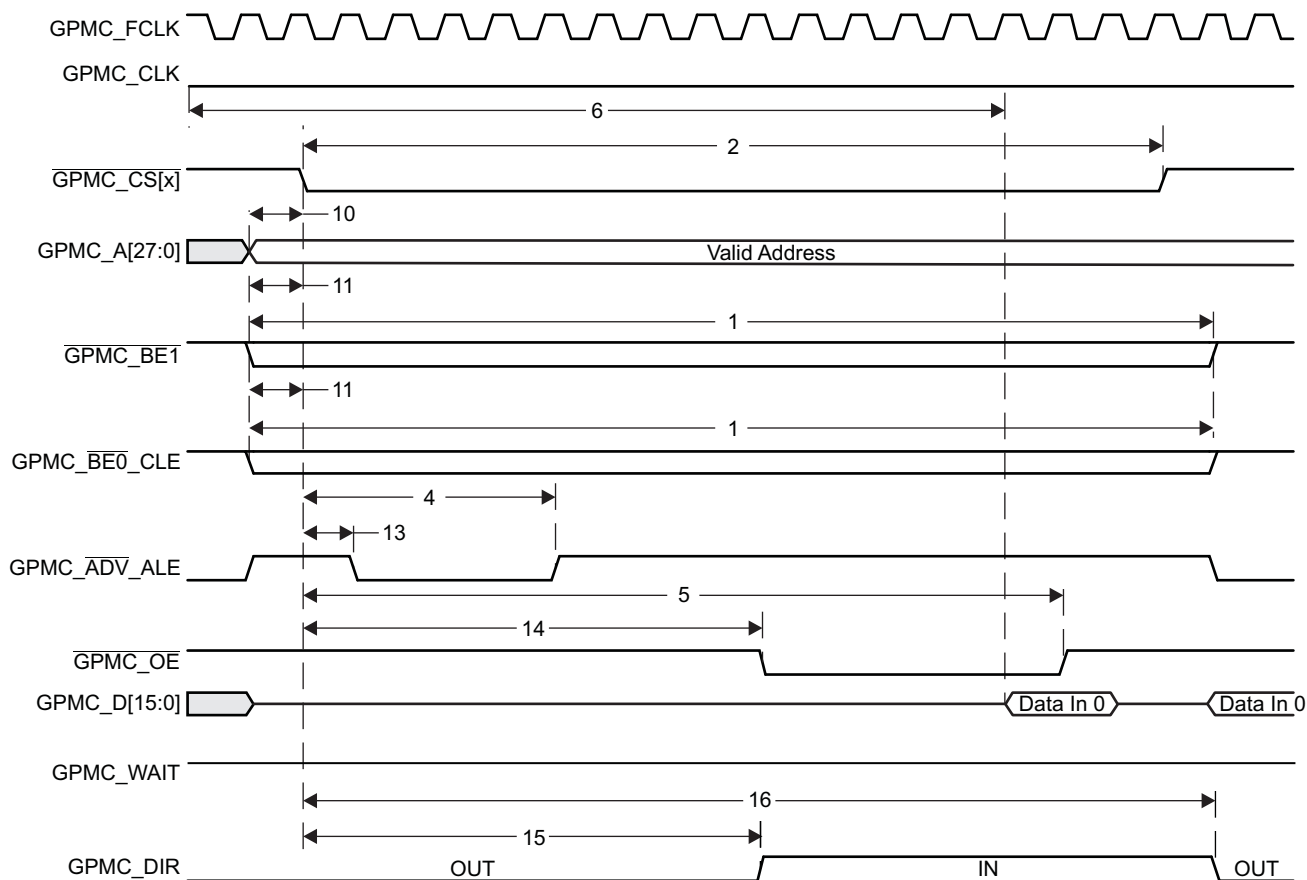 GPMC_FCLK
GPMC_CLK
6
2
GPMC_CS[x]
10
GPMC_A[27:0]
Valid Address
11
1
GPMC_BE1
11
1
GPMC_BE0_CLE
4
13
GPMC_ADV_ALE
5
14
GPMC_OE
GPMC_D[15:0]
Data In 0
Data In 0
GPMC_WAIT
16
15
GPMC_DIR
OUT
IN
OUT